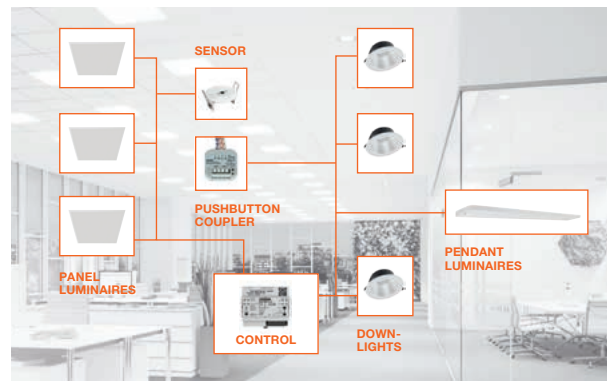 SENSOR
PUSHBUTTON
COUPLER
PANEL
LUMINAIRES
PENDANT
LUMINAIRES
CONTROL
DOWN-
LIGHTS